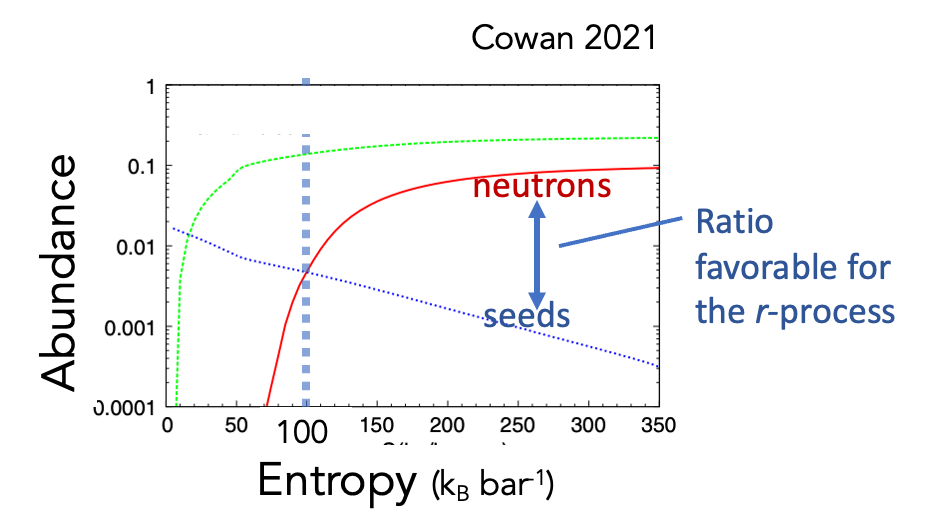 Cowan 2021
Abundance
1
0.1
0.01
0.001
0.0001
neutrons
seeds
Ratio
favorable for
the r-process
0 50 100 150 200 250 300 350
Entropy (kB bar-1)